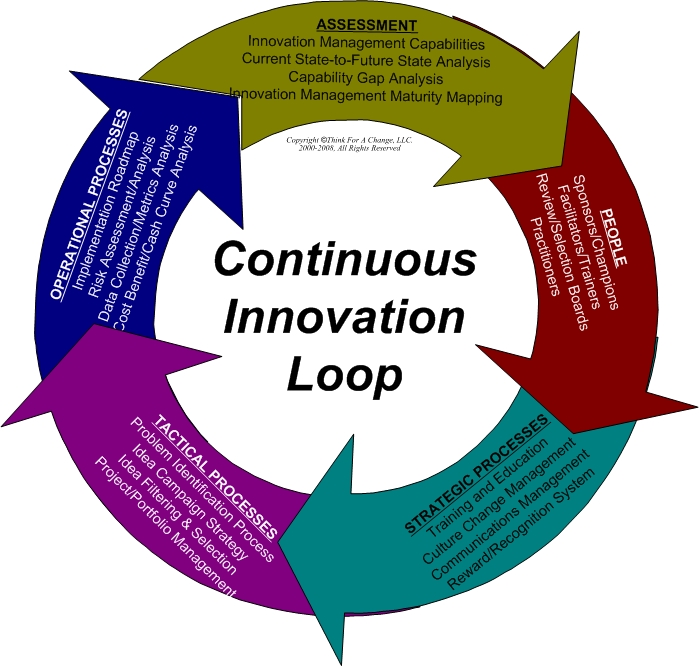 ASSESSMENT
Innovation Management Capabilities
Current State-to-Future State Analysis
Capability Gap Analysis
Innovation Management Maturity Mapping
Copyright ©Think For A Change, LLC.
2000-2008, All Rights Reserved
PEOPLE
Sponsors/Champions
Facilitators/Trainers
Review/Selection Boards
Practitioners
STRATEGIC PROCESSES
Training and Education
Culture Change Management
Communications Management
Reward/Recognition System
TACTICAL PROCESSES
Problem Identification Process
Idea Campaign Strategy
Idea Filtering & Selection
Project/Portfolio Management
OPERATIONAL PROCESSES
Implementation Roadmap
Risk Assessment/Analysis
Data Collection/Metrics Analysis
Cost Benefit/Cash Curve Analysis
Continuous
Innovation
Loop